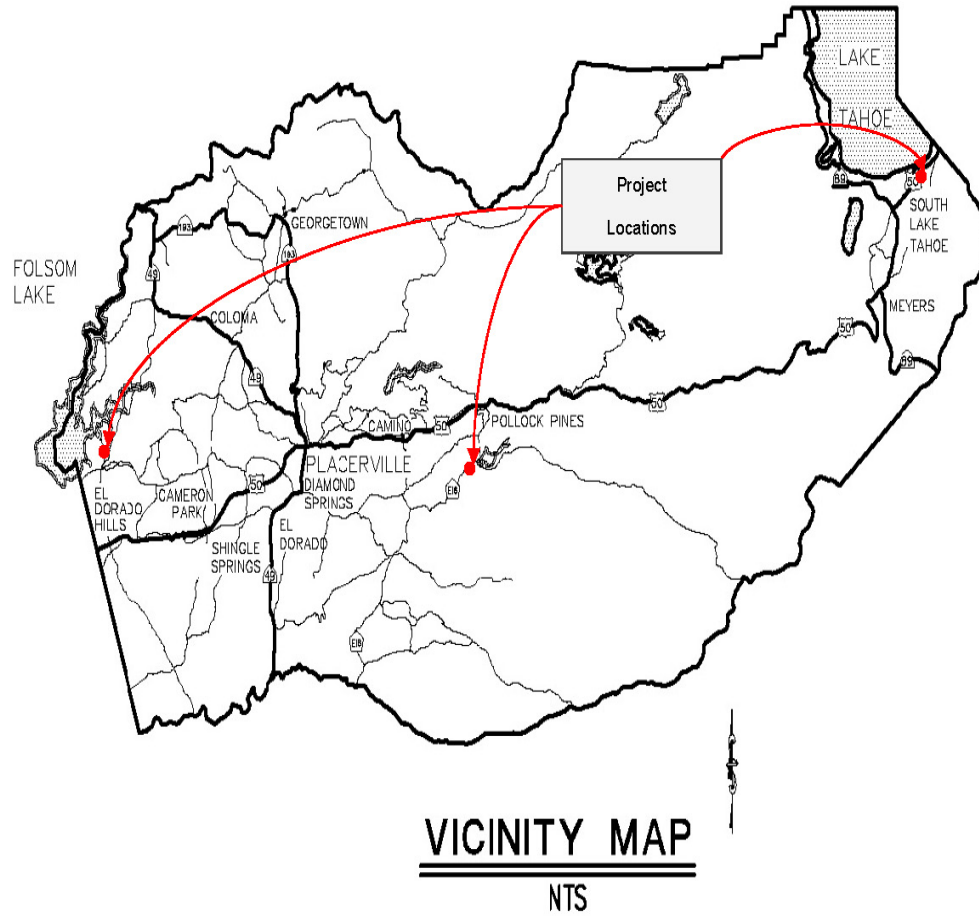 LAKE
TAHOE
Project
Locations
89
50
SOUTH
LAKE
TAHOE
193
GEORGETOWN
193
FOLSOM
LAKE
49
COLOMA
MEYERS
50
89
49
50
CAMINO
50
POLLOCK PINES
PLACERVILLE
DIAMOND
SPRINGS
EL
DORADO
HILLS
CAMERON
PARK
50
E16
EL
DORADO
SHINGLE
SPRINGS
49
E16
VICINITY MAP
NTS